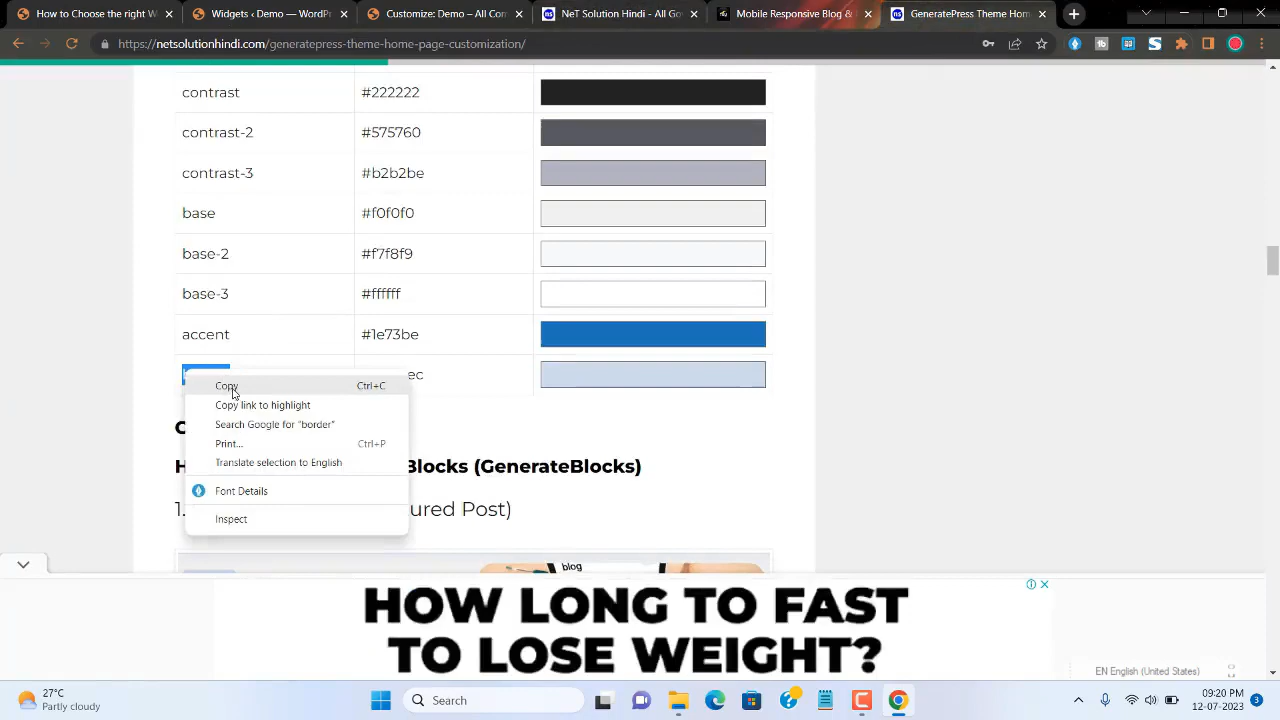 How to Choose the right W
Widgets ‹ Demo — WordPr
Customize: Demo – All Com
NeT Solution Hindi - All Gov
Mobile Responsive Blog &
GeneratePress Theme Hom
https://netsolutionhindi.com/generatepress-theme-home-page-customization/
contrast #222222
contrast-2 #575760
contrast-3 #b2b2be
base #f0f0f0
base-2 #f7f8f9
base-3 #ffffff
accent #1e73be
ec
Copy Ctrl+C
Copy link to highlight
Search Google for “border”
Print... Ctrl+P
Translate selection to English
Font Details
Inspect
Blocks (GenerateBlocks)
1.
ured Post)
blog
HOW LONG TO FAST
TO LOSE WEIGHT?
EN English (United States)
27°C
Partly cloudy
Search
09:20 PM
12-07-2023
3